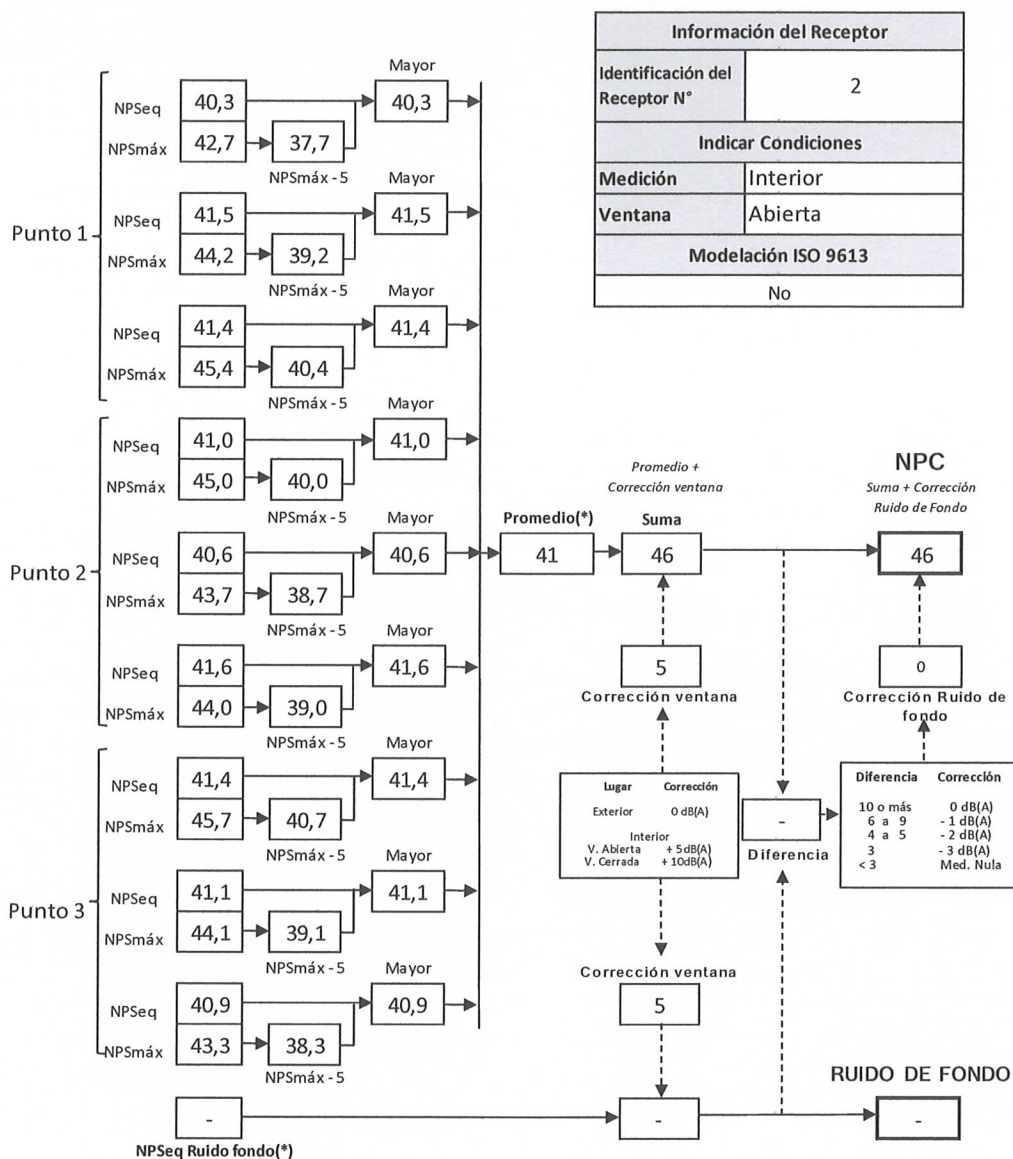 Información del Receptor
Identificación del Receptor N° 2
Indicar Condiciones
Medición Interior
Ventana Abierta
Modelación ISO 9613
No
Punto 1
Mayor
NPSeq 40,3 40,3
NPSmáx 42,7 37,7
NPSmáx - 5
Mayor
NPSeq 41,5 41,5
NPSmáx 44,2 39,2
NPSmáx - 5
Mayor
NPSeq 41,4 41,4
NPSmáx 45,4 40,4
NPSmáx - 5
Punto 2
Mayor
NPSeq 41,0 41,0
NPSmáx 45,0 40,0
NPSmáx - 5
Mayor
NPSeq 40,6 40,6
NPSmáx 43,7 38,7
NPSmáx - 5
Mayor
NPSeq 41,6 41,6
NPSmáx 44,0 39,0
NPSmáx - 5
Punto 3
Mayor
NPSeq 41,4 41,4
NPSmáx 45,7 40,7
NPSmáx - 5
Mayor
NPSeq 41,1 41,1
NPSmáx 44,1 39,1
NPSmáx - 5
Mayor
NPSeq 40,9 40,9
NPSmáx 43,3 38,3
NPSmáx - 5
-
NPSeq Ruido fondo(*)
Promedio(*)
41
Promedio +
Corrección ventana
Suma
46
NPC
Suma + Corrección
Ruido de Fondo
46
5
Corrección ventana
0
Corrección Ruido de
fondo
Lugar Corrección
Exterior 0 dB(A)
Interior
V. Abierta + 5 dB(A)
V. Cerrada + 10dB(A)
-
Diferencia
Diferencia Corrección
10 o más 0 dB(A)
6 a 9 - 1 dB(A)
4 a 5 - 2 dB(A)
3 - 3 dB(A)
< 3 Med. Nula
Corrección ventana
5
-
RUIDO DE FONDO
-